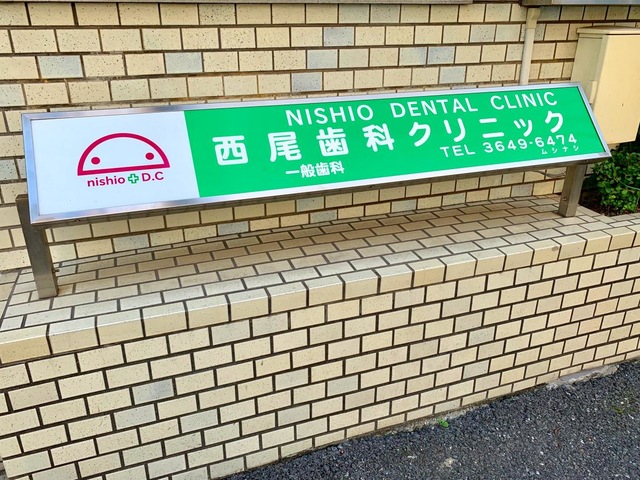 nishio D.C
NISHIO DENTAL CLINIC
西尾歯科クリニック
一般歯科
TEL 3649-6474
ムシナシ